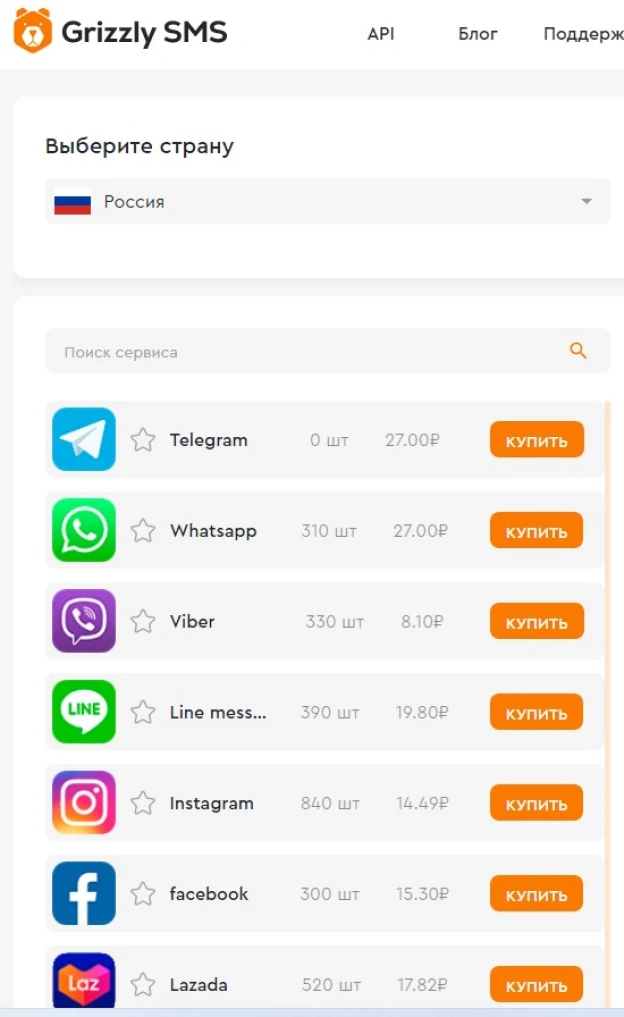 Grizzly SMS API Блог Поддерж
Выберите страну
Россия
Поиск сервиса
Telegram 0 шт 27.00₽ КУПИТЬ
Whatsapp 310 шт 27.00₽ КУПИТЬ
Viber 330 шт 8.10₽ КУПИТЬ
LINE Line mess... 390 шт 19.80₽ КУПИТЬ
Instagram 840 шт 14.49₽ КУПИТЬ
facebook 300 шт 15.30₽ КУПИТЬ
Laz Lazada 520 шт 17.82₽ КУПИТЬ